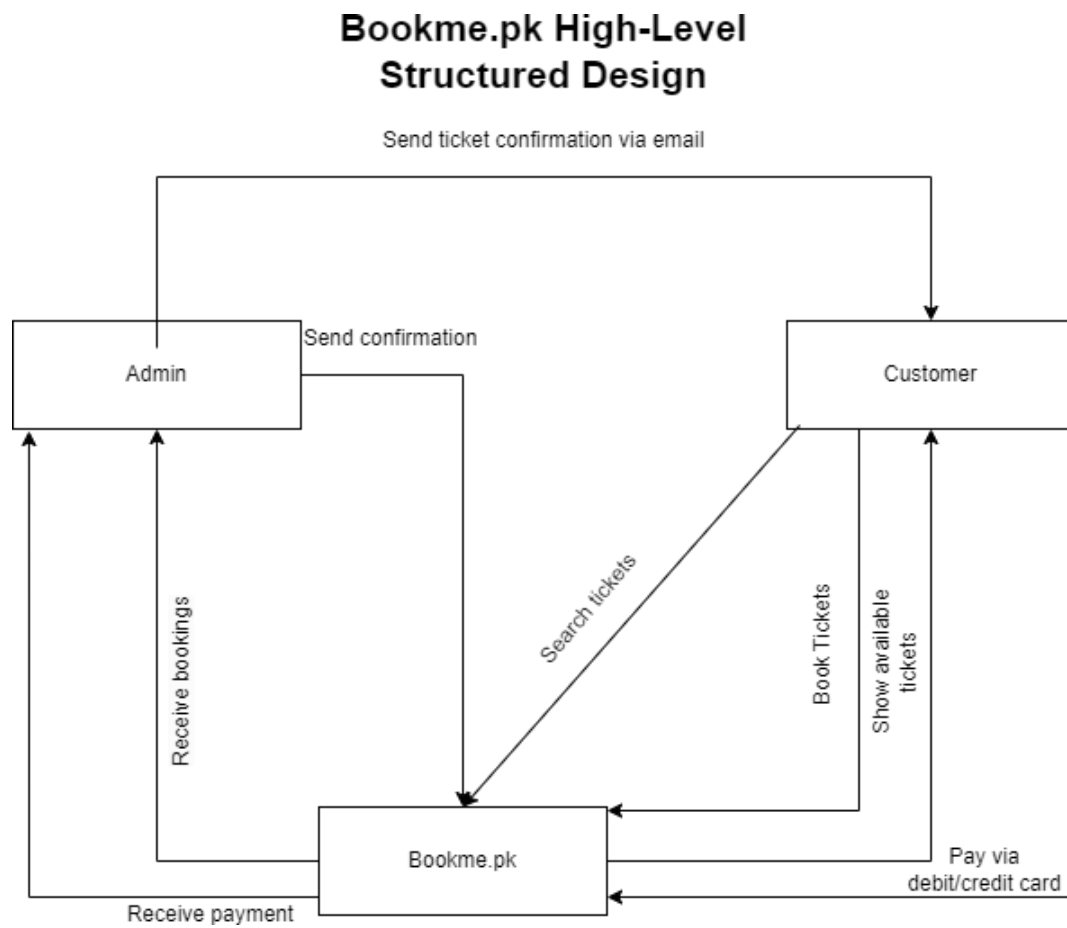 Bookme.pk High-Level
Structured Design
Send ticket confirmation via email
Send confirmation
Admin
Customer
Search tickets
Book Tickets
Show available
tickets
Receive bookings
Bookme.pk
Pay via
debit/credit card
Receive payment